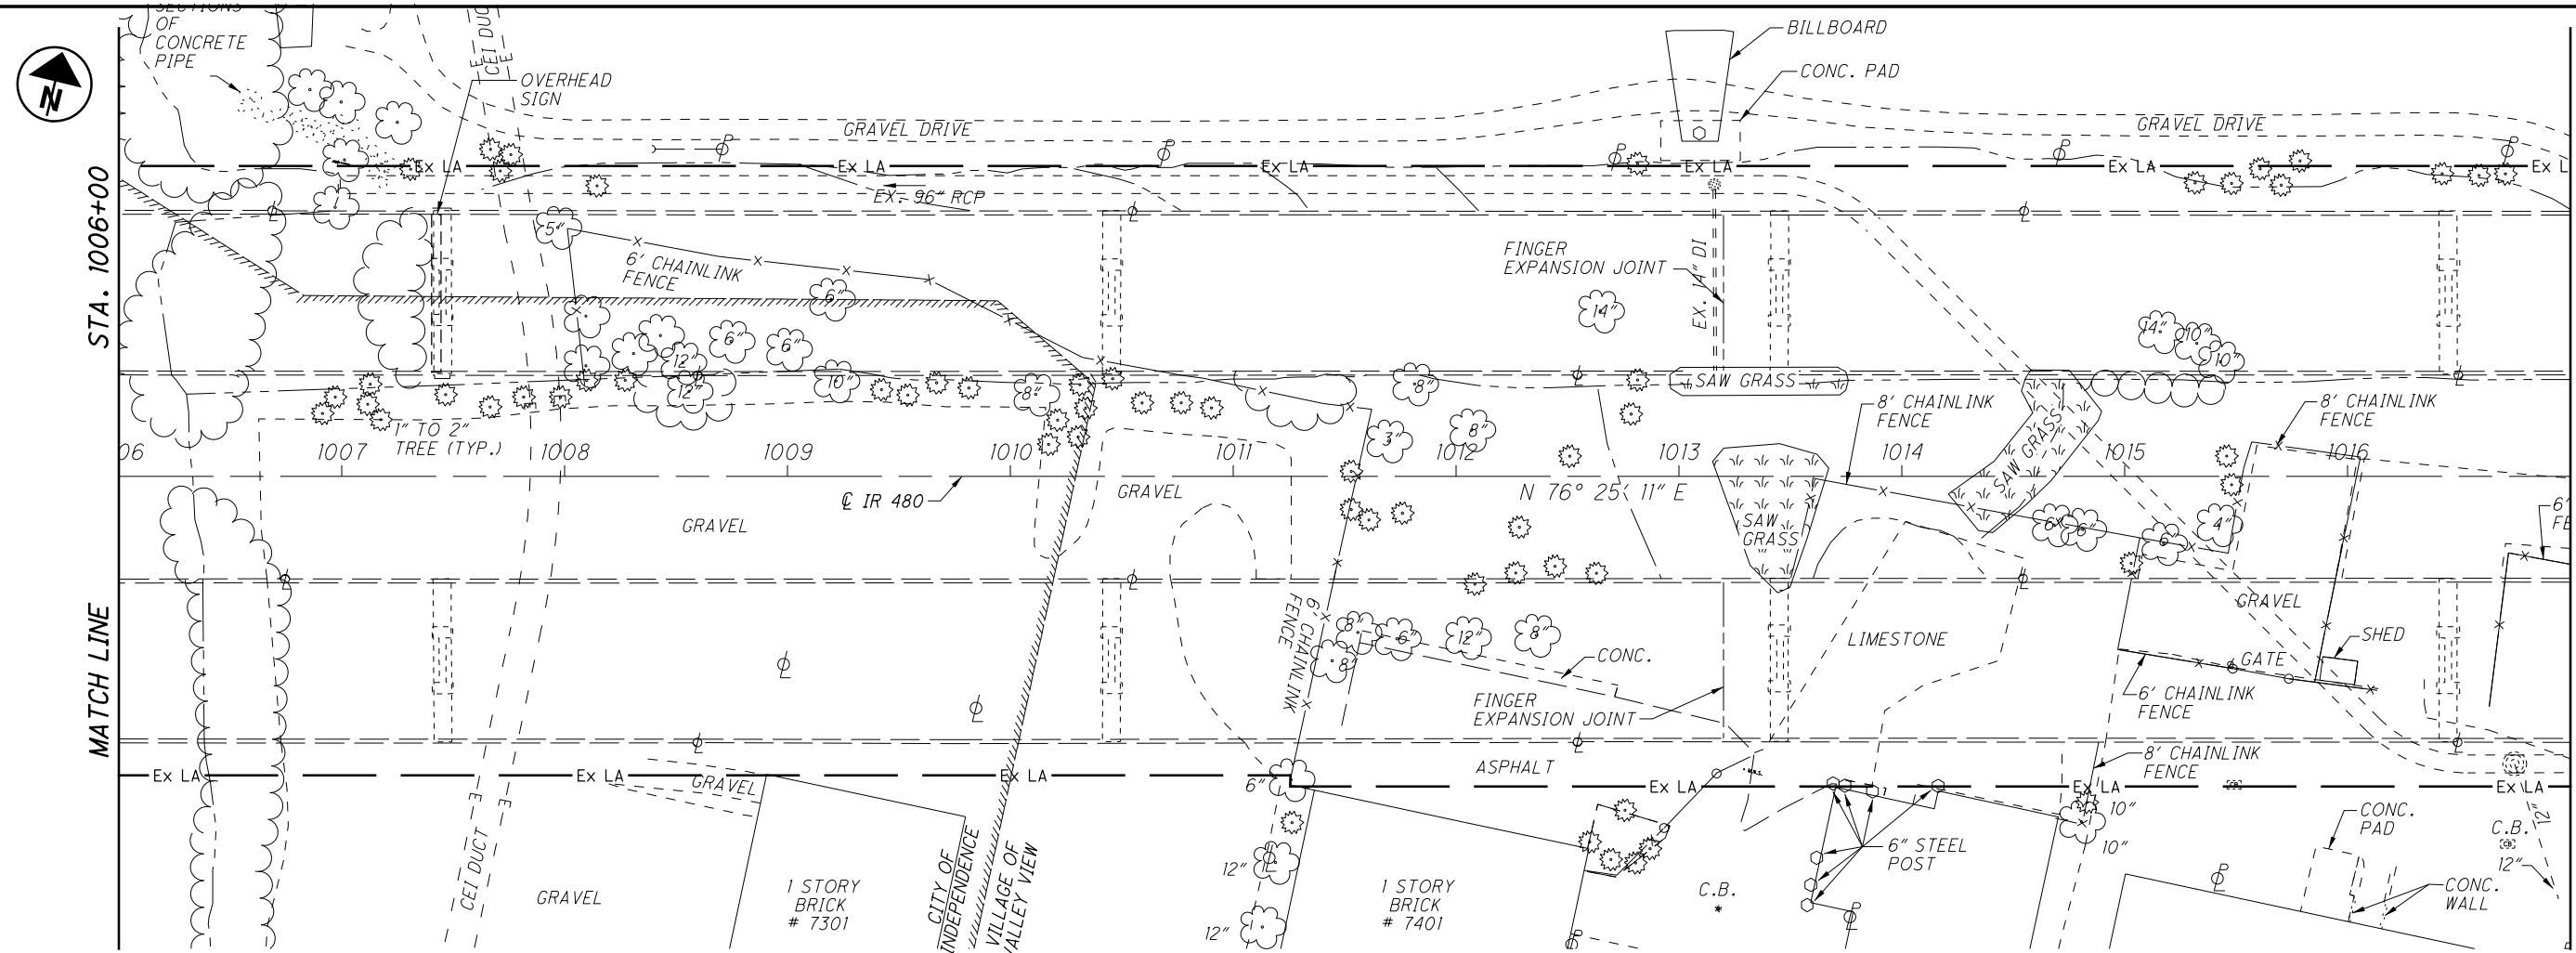 SECTIONS
OF
CONCRETE
PIPE
CEI DUCT
E
E
OVERHEAD
SIGN
BILLBOARD
CONC. PAD
N
GRAVEL DRIVE
GRAVEL DRIVE
Ex LA
Ex LA
Ex LA
Ex LA
Ex LA
Ex L
EX. 96" RCP
STA. 1006+00
5"
6' CHAINLINK
FENCE
FINGER
EXPANSION JOINT
EX. 14" DI
6"
14"
14"
10"
10"
6"
6"
12"
12"
10"
8"
8"
SAW GRASS
8' CHAINLINK
FENCE
8' CHAINLINK
FENCE
1" TO 2"
TREE (TYP.)
3"
8"
SAW GRASS
06
1007
1008
1009
1010
1011
1012
1013
1014
1015
1016
℄ IR 480
GRAVEL
N 76° 25' 11" E
GRAVEL
SAW
GRASS
6"
6"
6"
4"
6'
FE
6' CHAINLINK
FENCE
GRAVEL
MATCH LINE
8"
6"
12"
8"
8"
LIMESTONE
SHED
GATE
CONC.
6' CHAINLINK
FENCE
FINGER
EXPANSION JOINT
8' CHAINLINK
FENCE
ASPHALT
Ex LA
Ex LA
Ex LA
GRAVEL
6"
Ex LA
Ex LA
Ex LA
E
E
CEI DUCT
10"
10"
CONC.
PAD
C.B.
12"
12"
6" STEEL
POST
12"
GRAVEL
1 STORY
BRICK
# 7301
CITY OF
INDEPENDENCE
VILLAGE OF
VALLEY VIEW
12"
1 STORY
BRICK
# 7401
C.B.
CONC.
WALL